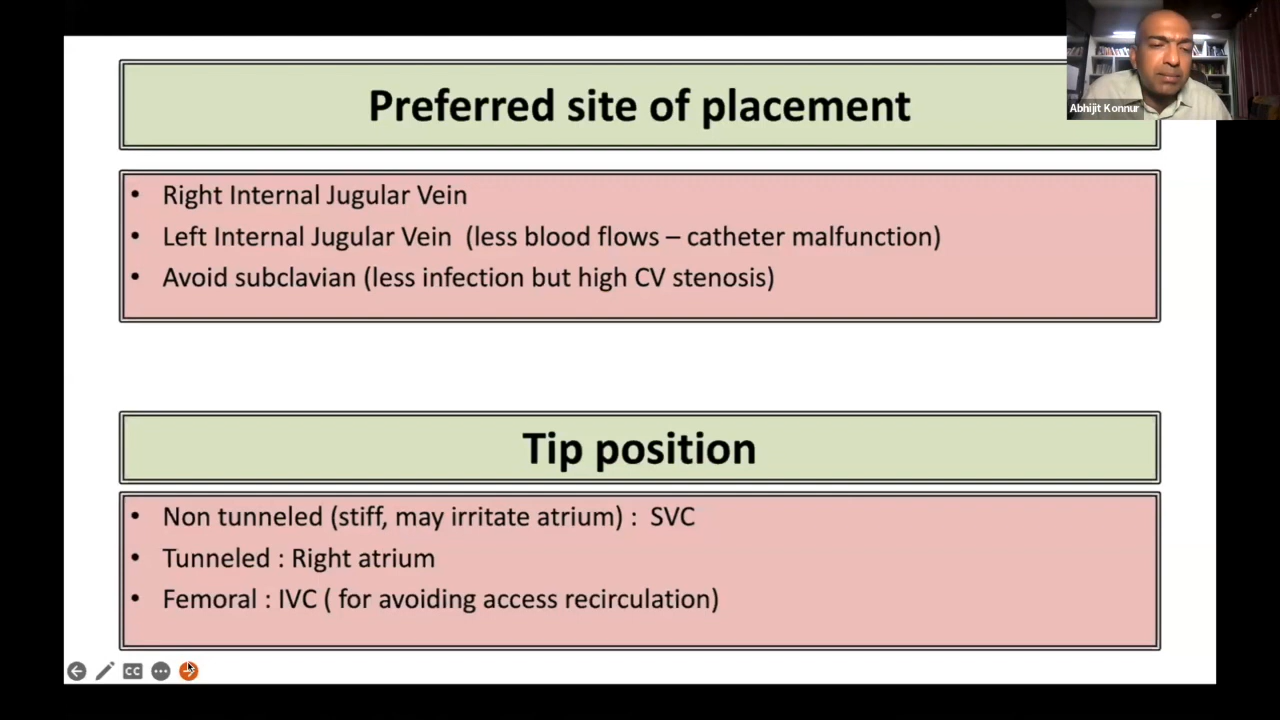 Preferred site of placement
Abhijit Konnur
• Right Internal Jugular Vein
• Left Internal Jugular Vein (less blood flows – catheter malfunction)
• Avoid subclavian (less infection but high CV stenosis)
Tip position
• Non tunneled (stiff, may irritate atrium) : SVC
• Tunneled : Right atrium
• Femoral : IVC ( for avoiding access recirculation)
CC